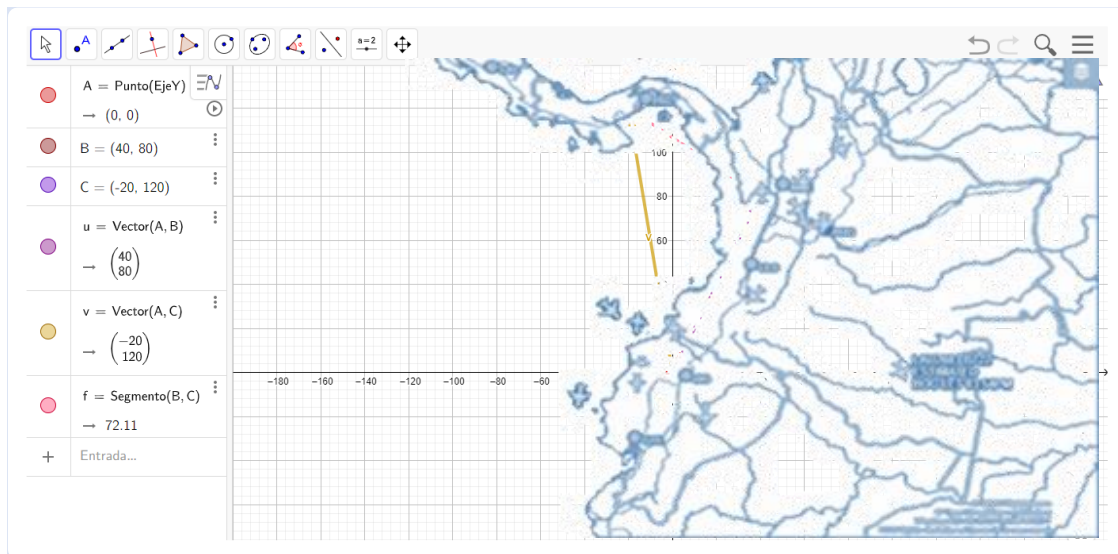 A
a=2
A = Punto(EjeY)
→ (0, 0)
B = (40, 80)
C = (-20, 120)
u = Vector(A, B)
→ (40
80)
v = Vector(A, C)
→ (-20
120)
f = Segmento(B, C)
→ 72.11
+ Entrada...
100
80
60
v
-180 -160 -140 -120 -100 -80 -60